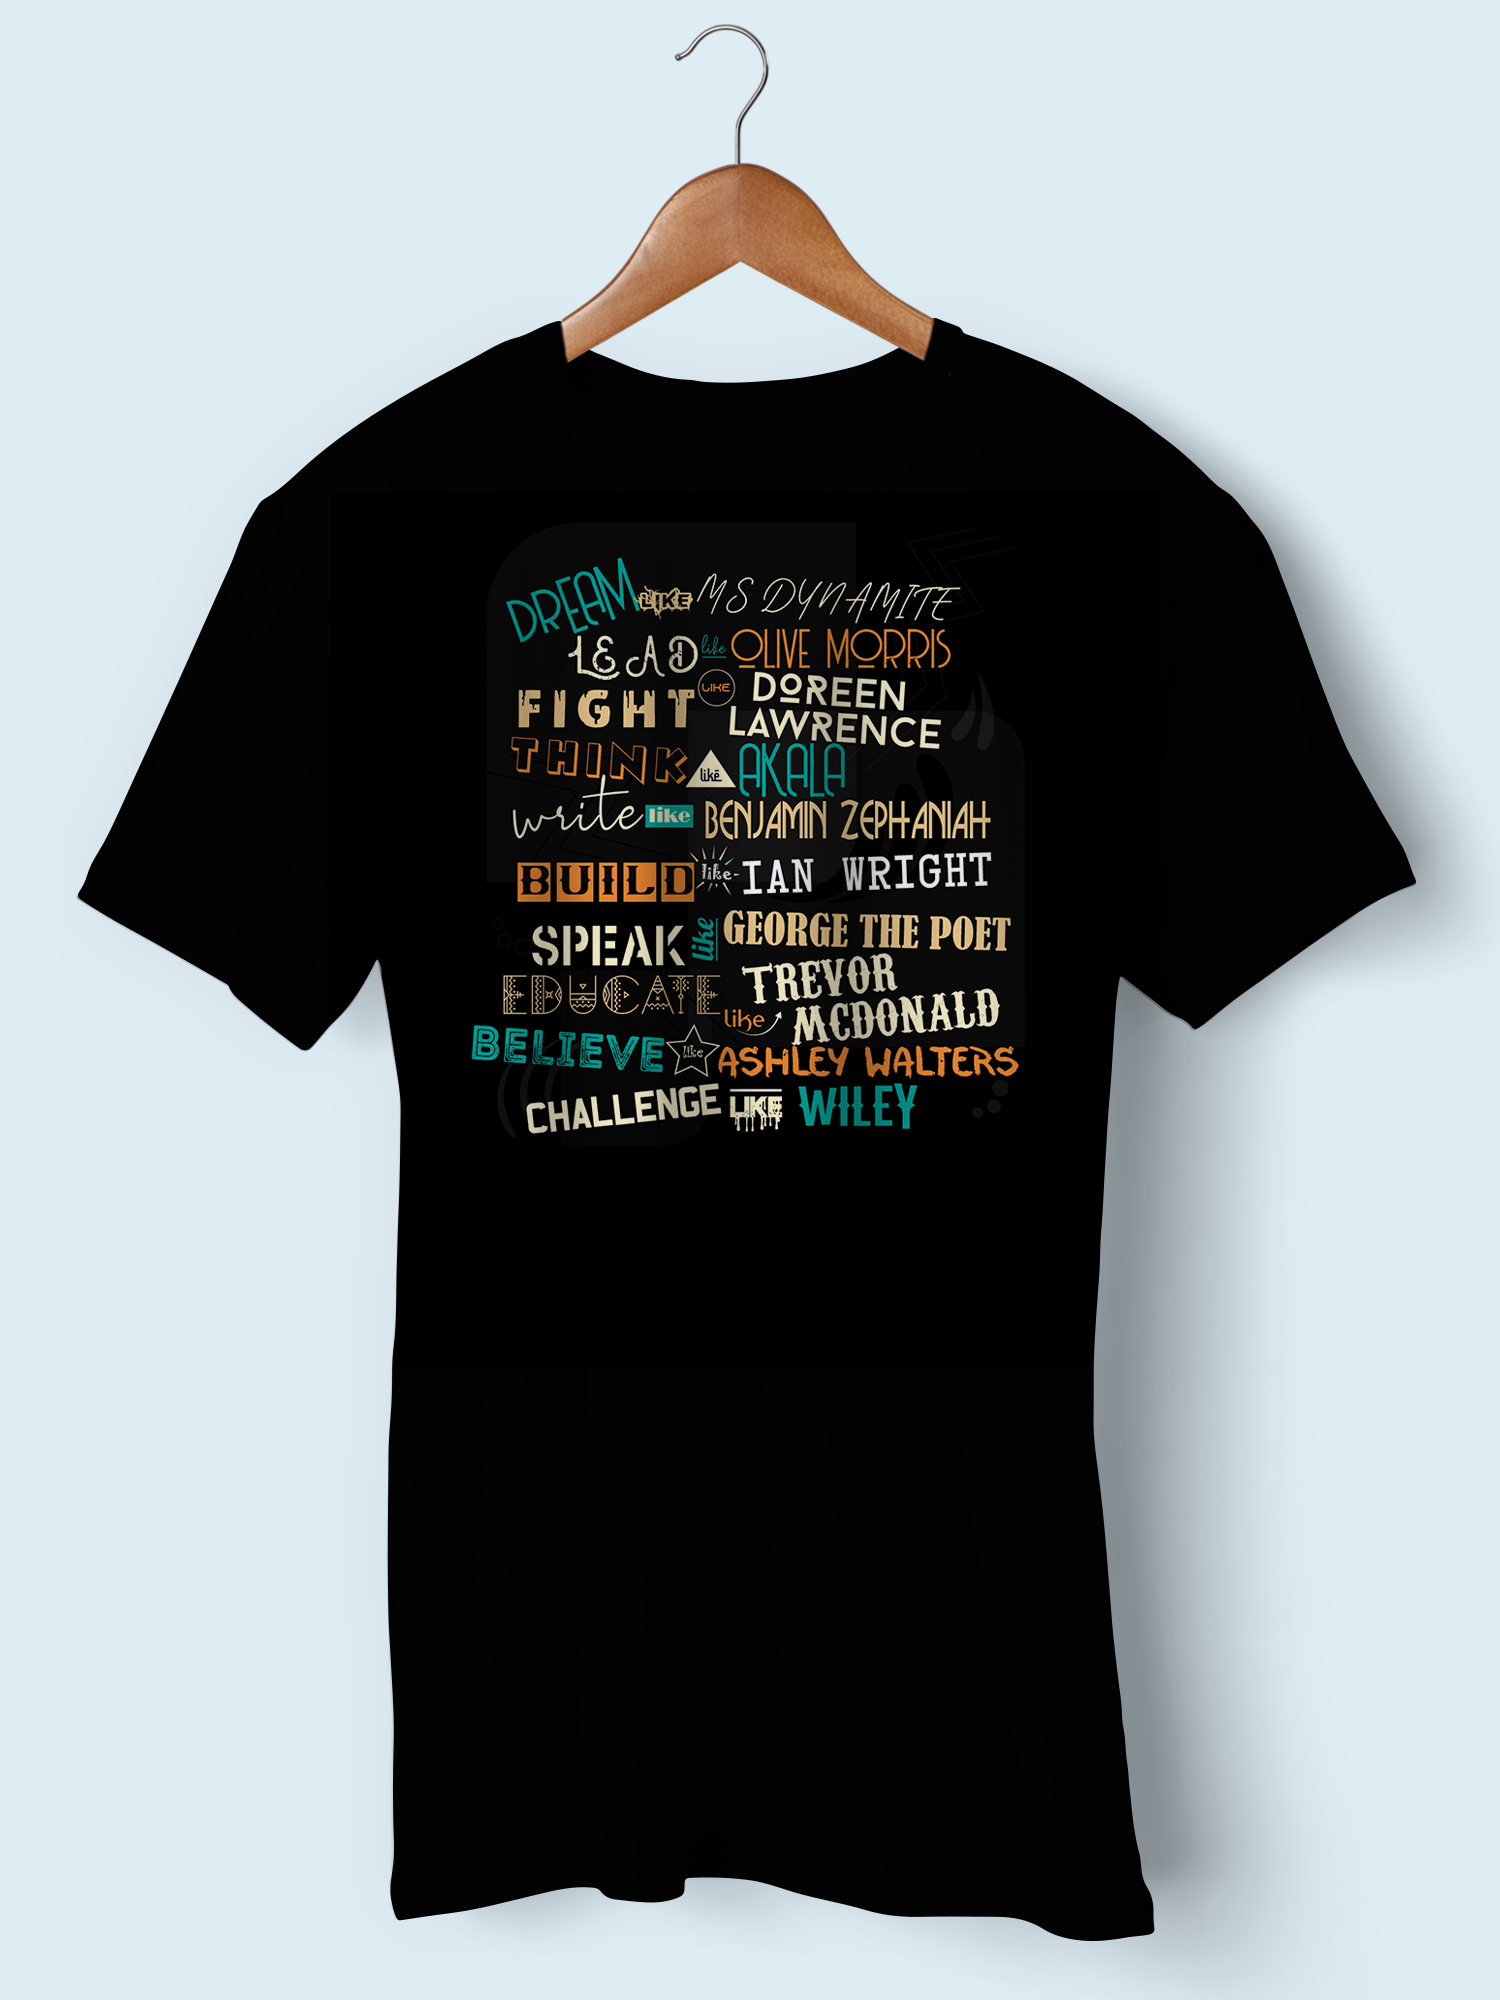 DREAM LIKE MS DYNAMITE
LEAD like OLIVE MORRIS
FIGHT LIKE DOREEN
LAWRENCE
THINK like AKALA
write like BENJAMIN ZEPHANIAH
BUILD like IAN WRIGHT
SPEAK like GEORGE THE POET
EDUCATE like TREVOR
MCDONALD
BELIEVE like ASHLEY WALTERS
CHALLENGE LIKE WILEY